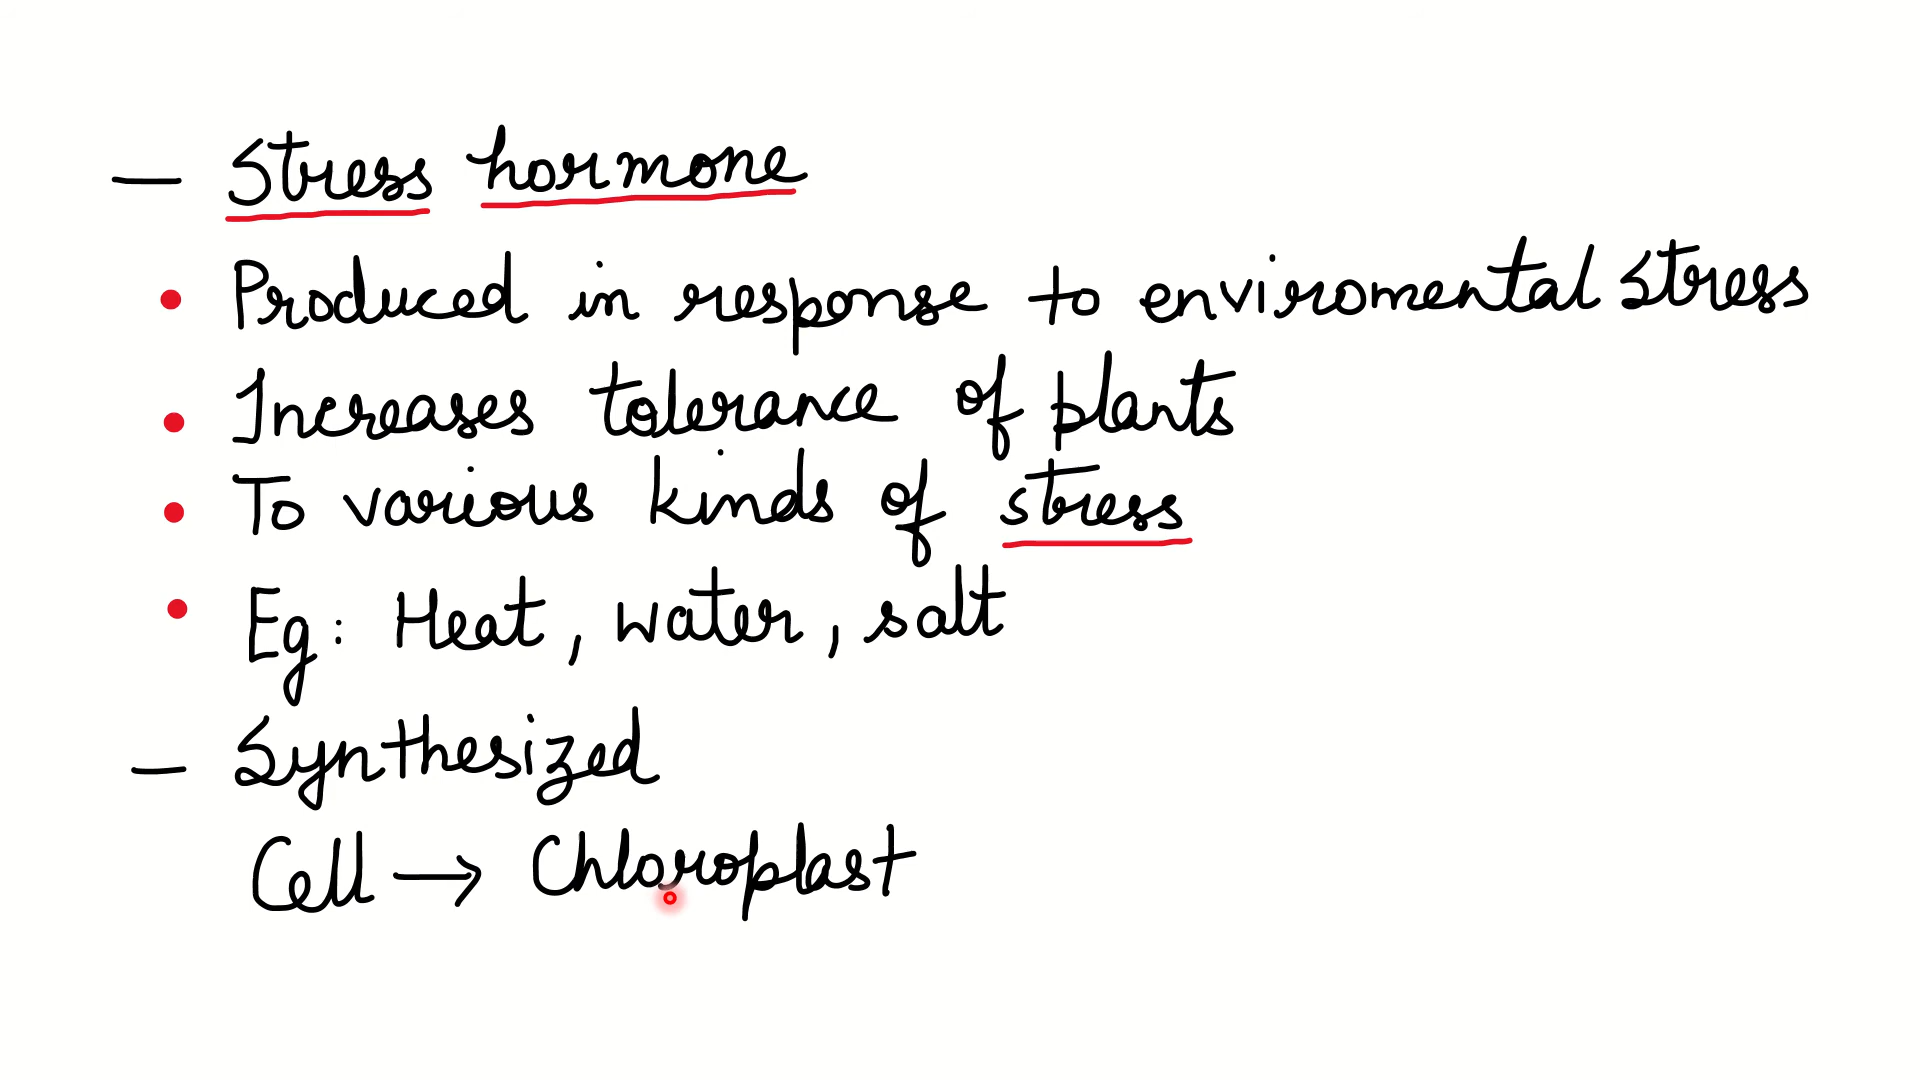 — Stress hormone
• Produced in response to enviromental stress
• Increases tolerance of plants
• To various kinds of stress
• Eg: Heat, water, salt
— Synthesized
Cell → Chloroplast